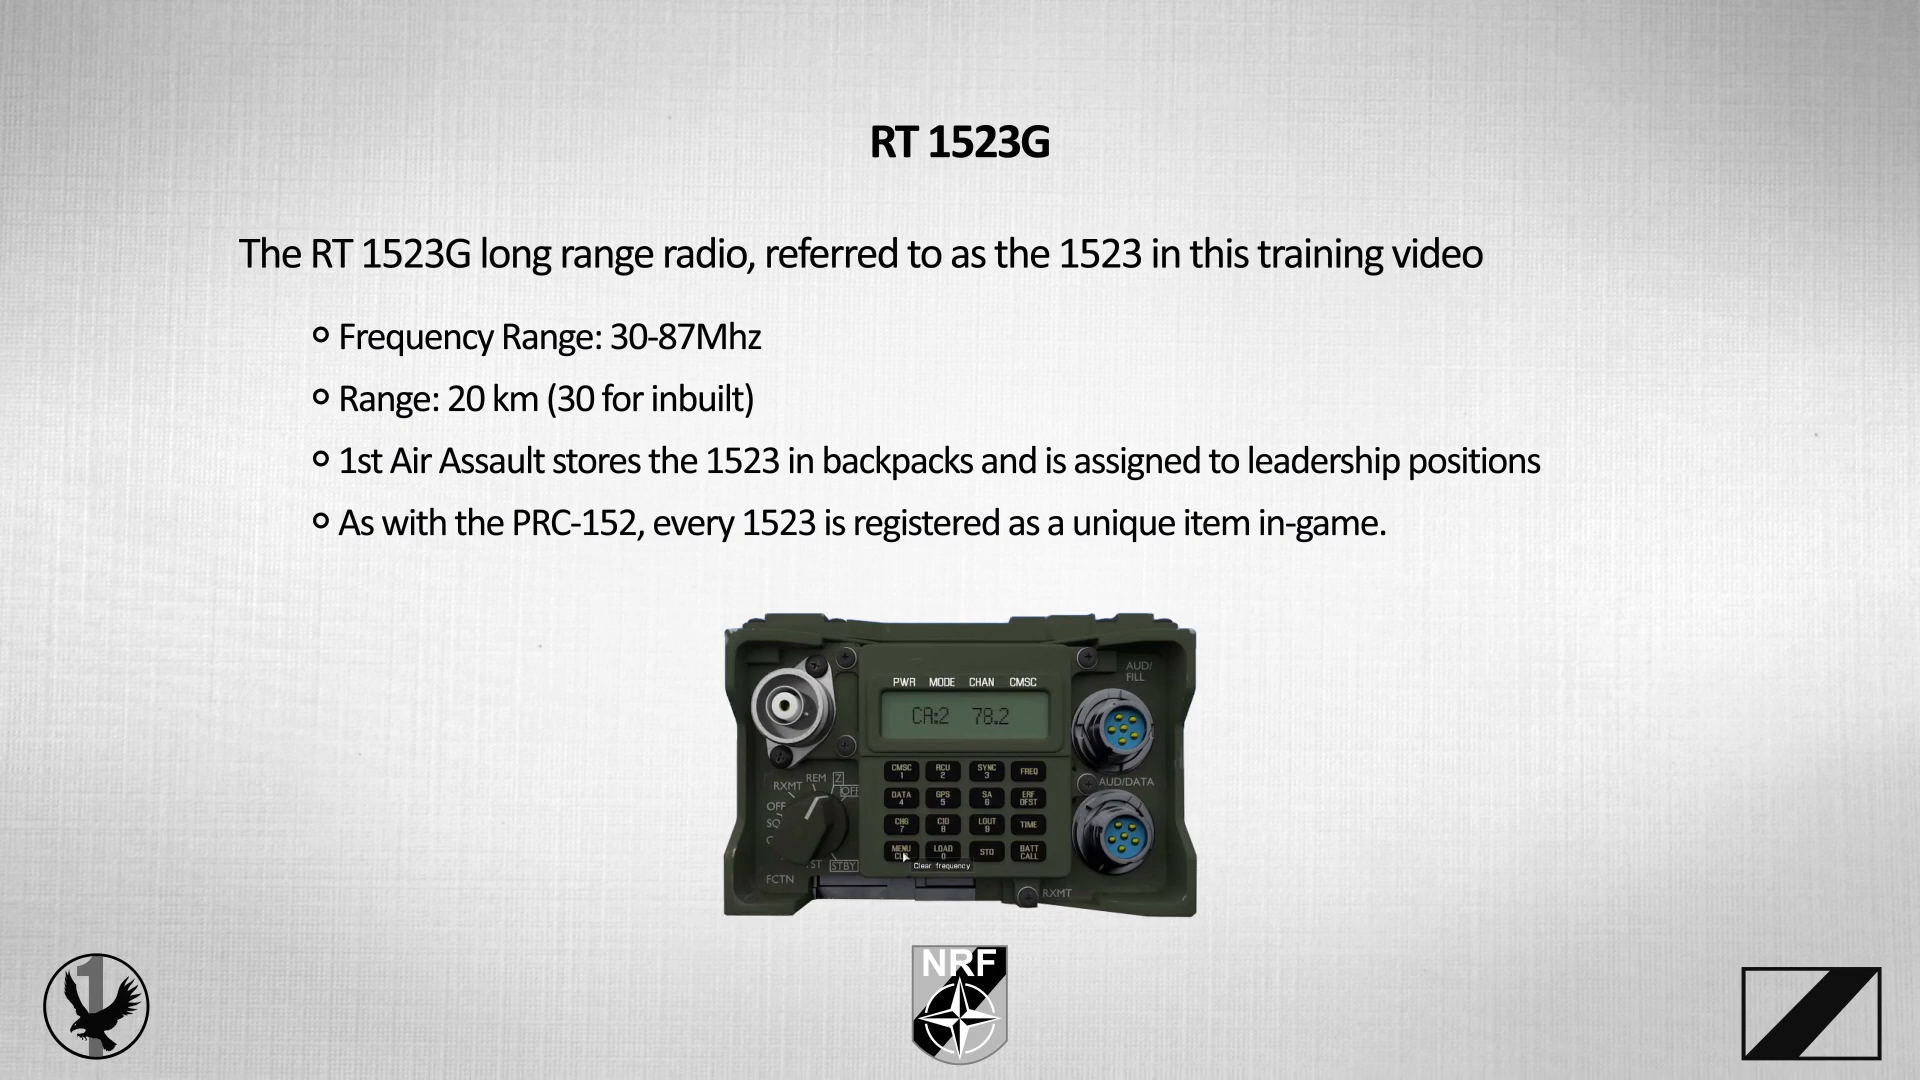 RT 1523G
The RT 1523G long range radio, referred to as the 1523 in this training video
Frequency Range: 30-87Mhz
Range: 20 km (30 for inbuilt)
1st Air Assault stores the 1523 in backpacks and is assigned to leadership positions
As with the PRC-152, every 1523 is registered as a unique item in-game.
PWR MODE CHAN CMSC
CA:2 78.2
AUD/
FILL
CMSC
1
RCU
2
SYNC
3
FREQ
DATA
4
GPS
5
SA
6
ERF
OFST
CHG
7
CID
8
LOUT
9
TIME
MENU
LOAD
0
STO
BATT
CALL
Clear frequency
AUD/DATA
REM
Z
RXMT
OFF
OFF
SQ
ST
STBY
FCTN
RXMT
1
NRF